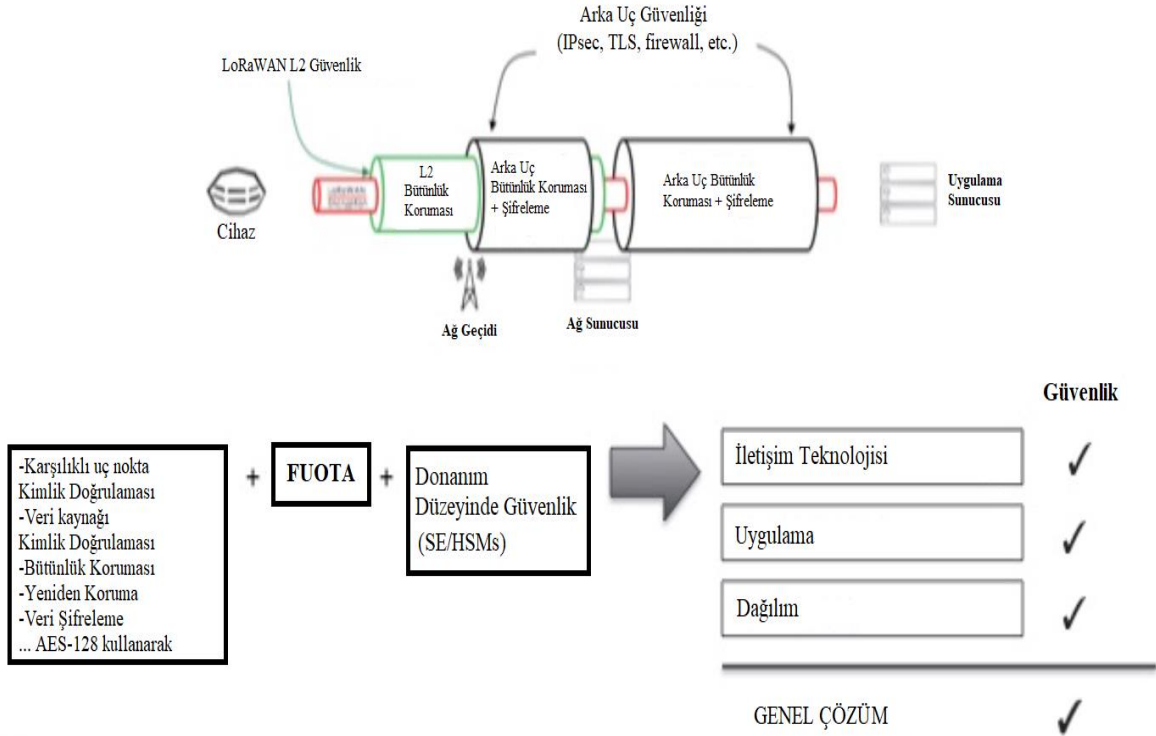 Arka Uç Güvenliği
(IPsec, TLS, firewall, etc.)
LoRaWAN L2 Güvenlik
L2
Bütünlük
Koruması
Arka Uç
Bütünlük Koruması
+ Şifreleme
Arka Uç Bütünlük
Koruması + Şifreleme
Uygulama
Sunucusu
Cihaz
Ağ Geçidi
Ağ Sunucusu
Güvenlik
-Karşılıklı uç nokta
Kimlik Doğrulaması
-Veri kaynağı
Kimlik Doğrulaması
-Bütünlük Koruması
-Yeniden Koruma
-Veri Şifreleme
... AES-128 kullanarak
+
FUOTA
+
Donanım
Düzeyinde Güvenlik
(SE/HSMs)
İletişim Teknolojisi ✓
Uygulama ✓
Dağılım ✓
GENEL ÇÖZÜM ✓